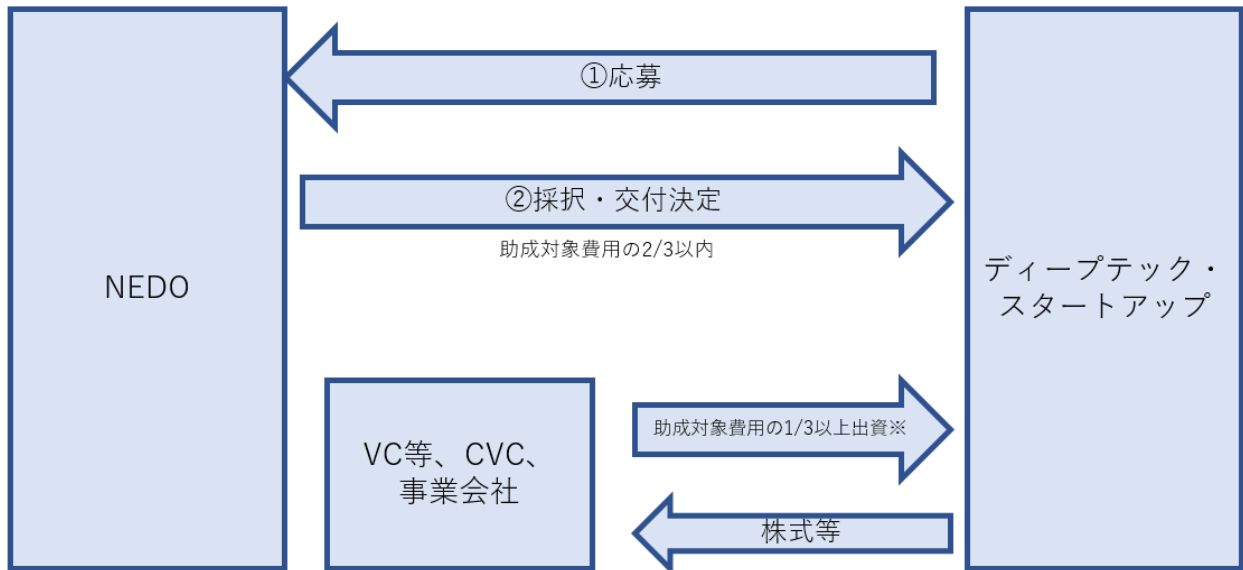 ①応募
②採択・交付決定
助成対象費用の2/3以内
NEDO
ディープテック・
スタートアップ
VC等、CVC、
事業会社
助成対象費用の1/3以上出資※
株式等